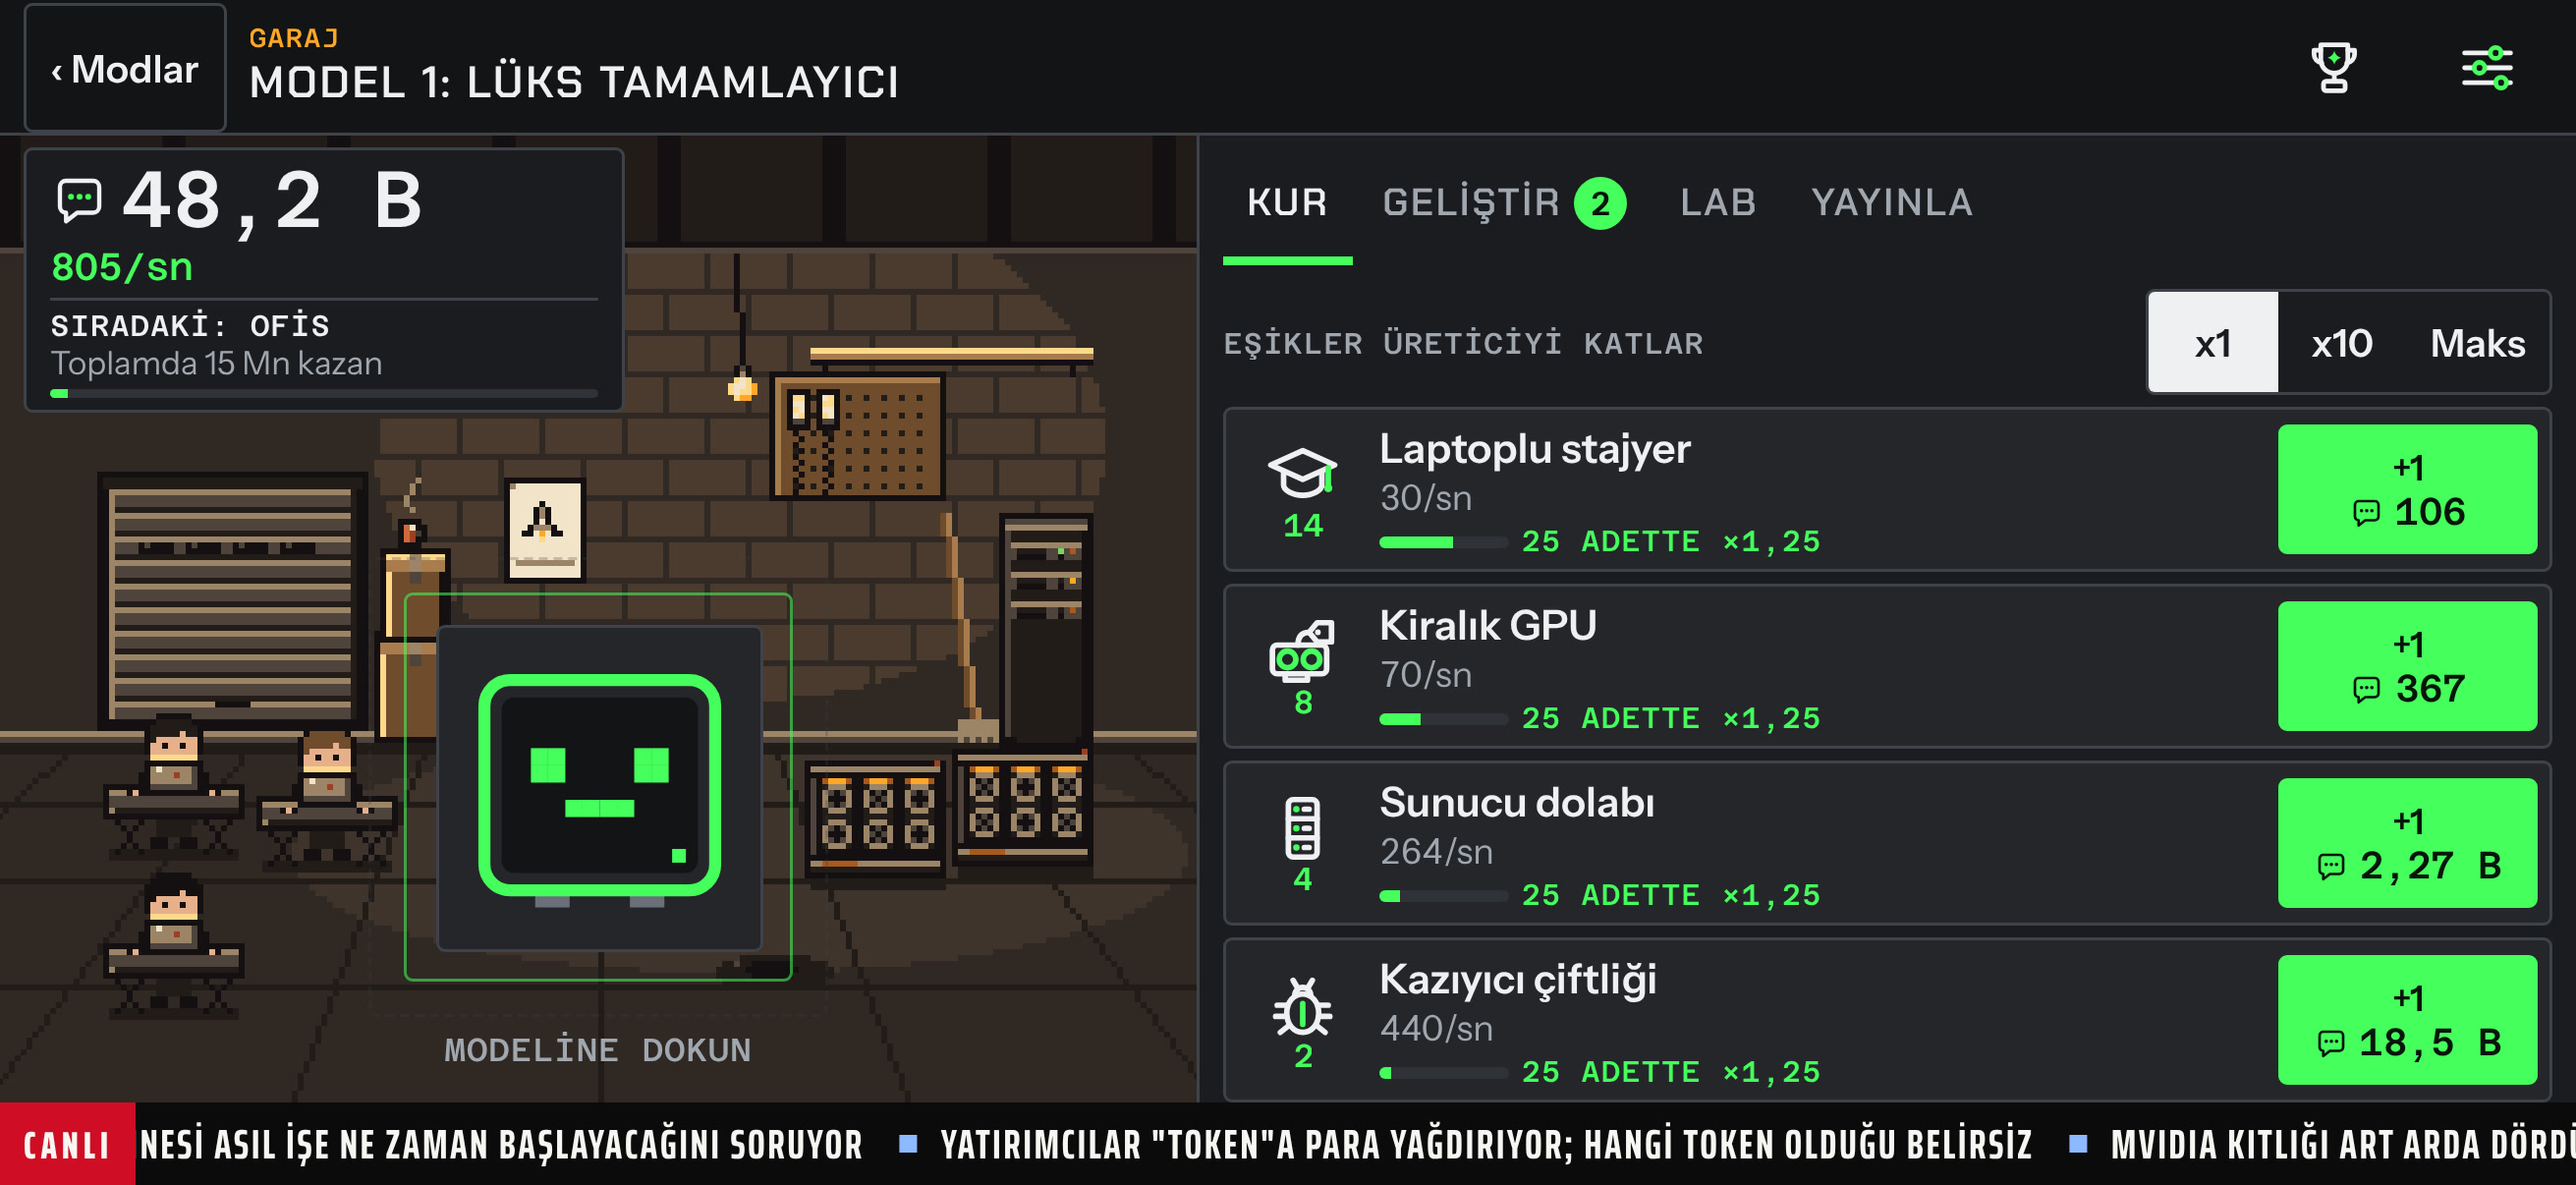 ‹ Modlar
GARAJ
MODEL 1: LÜKS TAMAMLAYICI
48,2 B
805/sn
SIRADAKİ: OFİS
Toplamda 15 Mn kazan
MODELİNE DOKUN
KUR GELİŞTİR 2 LAB YAYINLA
EŞİKLER ÜRETİCİYİ KATLAR
x1 x10 Maks
Laptoplu stajyer
30/sn
14
25 ADETTE ×1,25
+1
106
Kiralık GPU
70/sn
8
25 ADETTE ×1,25
+1
367
Sunucu dolabı
264/sn
4
25 ADETTE ×1,25
+1
2,27 B
Kazıyıcı çiftliği
440/sn
2
25 ADETTE ×1,25
+1
18,5 B
CANLI NESİ ASIL İŞE NE ZAMAN BAŞLAYACAĞINI SORUYOR ■ YATIRIMCILAR "TOKEN"A PARA YAĞDIRIYOR; HANGİ TOKEN OLDUĞU BELİRSİZ ■ MVIDIA KITLIĞI ART ARDA